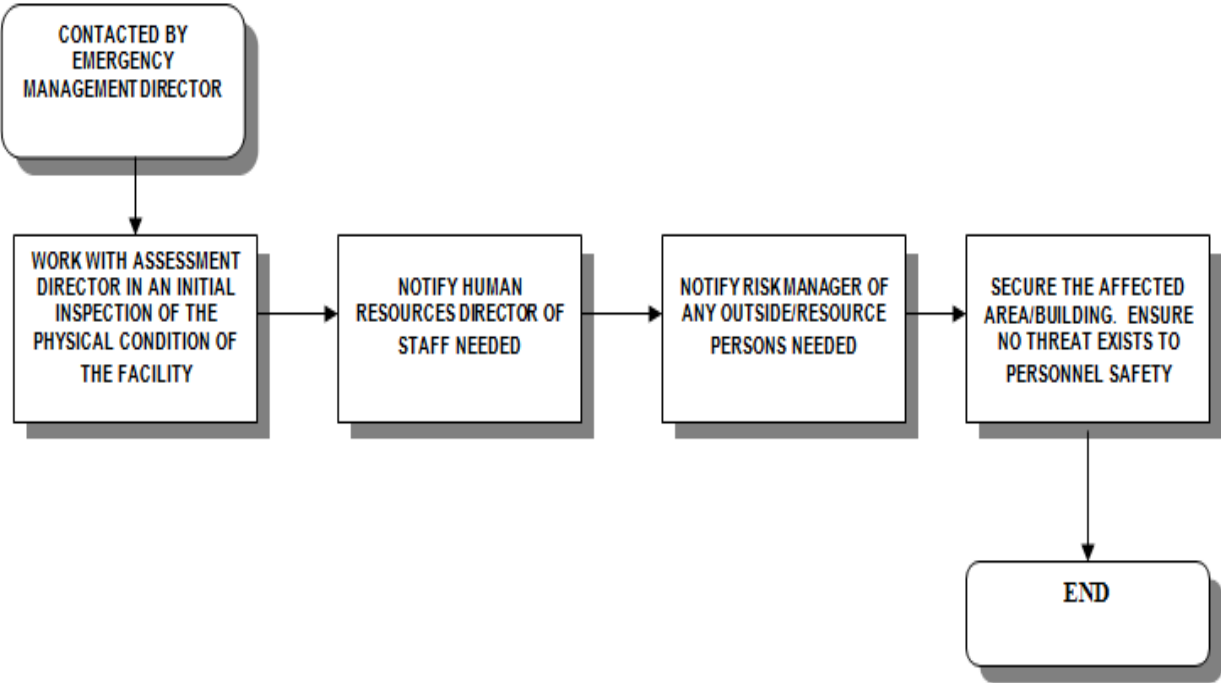 CONTACTED BY
EMERGENCY
MANAGEMENT DIRECTOR
WORK WITH ASSESSMENT
DIRECTOR IN AN INITIAL
INSPECTION OF THE
PHYSICAL CONDITION OF
THE FACILITY
NOTIFY HUMAN
RESOURCES DIRECTOR OF
STAFF NEEDED
NOTIFY RISK MANAGER OF
ANY OUTSIDE/RESOURCE
PERSONS NEEDED
SECURE THE AFFECTED
AREA/BUILDING.  ENSURE
NO THREAT EXISTS TO
PERSONNEL SAFETY
END